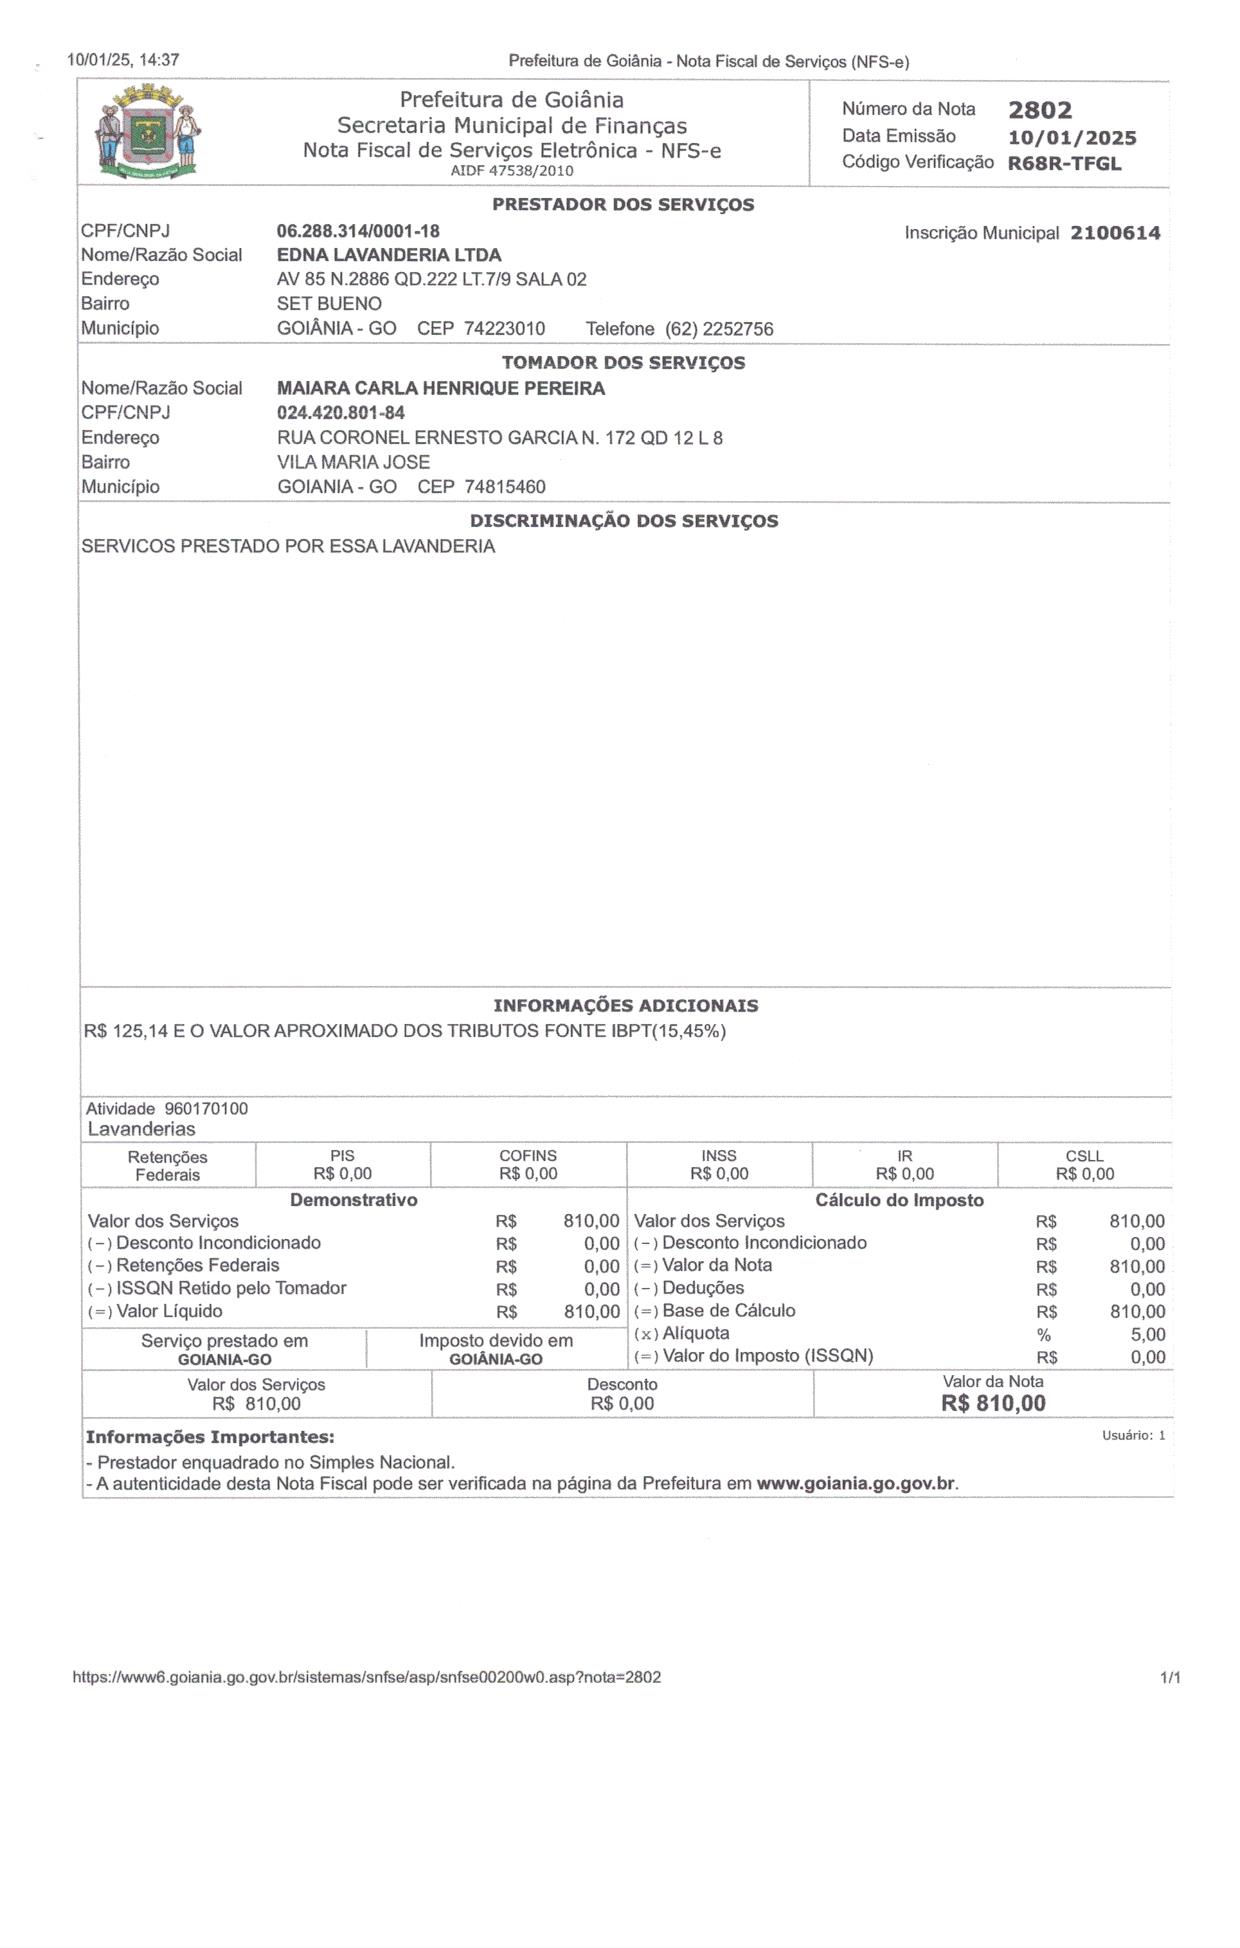 10/01/25, 14:37 Prefeitura de Goiânia - Nota Fiscal de Serviços (NFS-e)
Prefeitura de Goiânia
Secretaria Municipal de Finanças
Nota Fiscal de Serviços Eletrônica - NFS-e
AIDF 47538/2010
Número da Nota 2802
Data Emissão 10/01/2025
Código Verificação R68R-TFGL
PRESTADOR DOS SERVIÇOS
CPF/CNPJ 06.288.314/0001-18 Inscrição Municipal 2100614
Nome/Razão Social EDNA LAVANDERIA LTDA
Endereço AV 85 N.2886 QD.222 LT.7/9 SALA 02
Bairro SET BUENO
Município GOIÂNIA - GO CEP 74223010 Telefone (62) 2252756
TOMADOR DOS SERVIÇOS
Nome/Razão Social MAIARA CARLA HENRIQUE PEREIRA
CPF/CNPJ 024.420.801-84
Endereço RUA CORONEL ERNESTO GARCIA N. 172 QD 12 L 8
Bairro VILA MARIA JOSE
Município GOIANIA - GO CEP 74815460
DISCRIMINAÇÃO DOS SERVIÇOS
SERVICOS PRESTADO POR ESSA LAVANDERIA
INFORMAÇÕES ADICIONAIS
R$ 125,14 E O VALOR APROXIMADO DOS TRIBUTOS FONTE IBPT(15,45%)
Atividade 960170100
Lavanderias
Retenções Federais
PIS R$ 0,00
COFINS R$ 0,00
INSS R$ 0,00
IR R$ 0,00
CSLL R$ 0,00
Demonstrativo
Valor dos Serviços R$ 810,00
(-) Desconto Incondicionado R$ 0,00
(-) Retenções Federais R$ 0,00
(-) ISSQN Retido pelo Tomador R$ 0,00
(=) Valor Líquido R$ 810,00
Serviço prestado em
GOIANIA-GO
Imposto devido em
GOIÂNIA-GO
Cálculo do Imposto
Valor dos Serviços R$ 810,00
(-) Desconto Incondicionado R$ 0,00
(=) Valor da Nota R$ 810,00
(-) Deduções R$ 0,00
(=) Base de Cálculo R$ 810,00
(x) Alíquota % 5,00
(=) Valor do Imposto (ISSQN) R$ 0,00
Valor dos Serviços
R$ 810,00
Desconto
R$ 0,00
Valor da Nota
R$ 810,00
Informações Importantes: Usuário: 1
- Prestador enquadrado no Simples Nacional.
- A autenticidade desta Nota Fiscal pode ser verificada na página da Prefeitura em www.goiania.go.gov.br.
https://www6.goiania.go.gov.br/sistemas/snfse/asp/snfse00200w0.asp?nota=2802 1/1